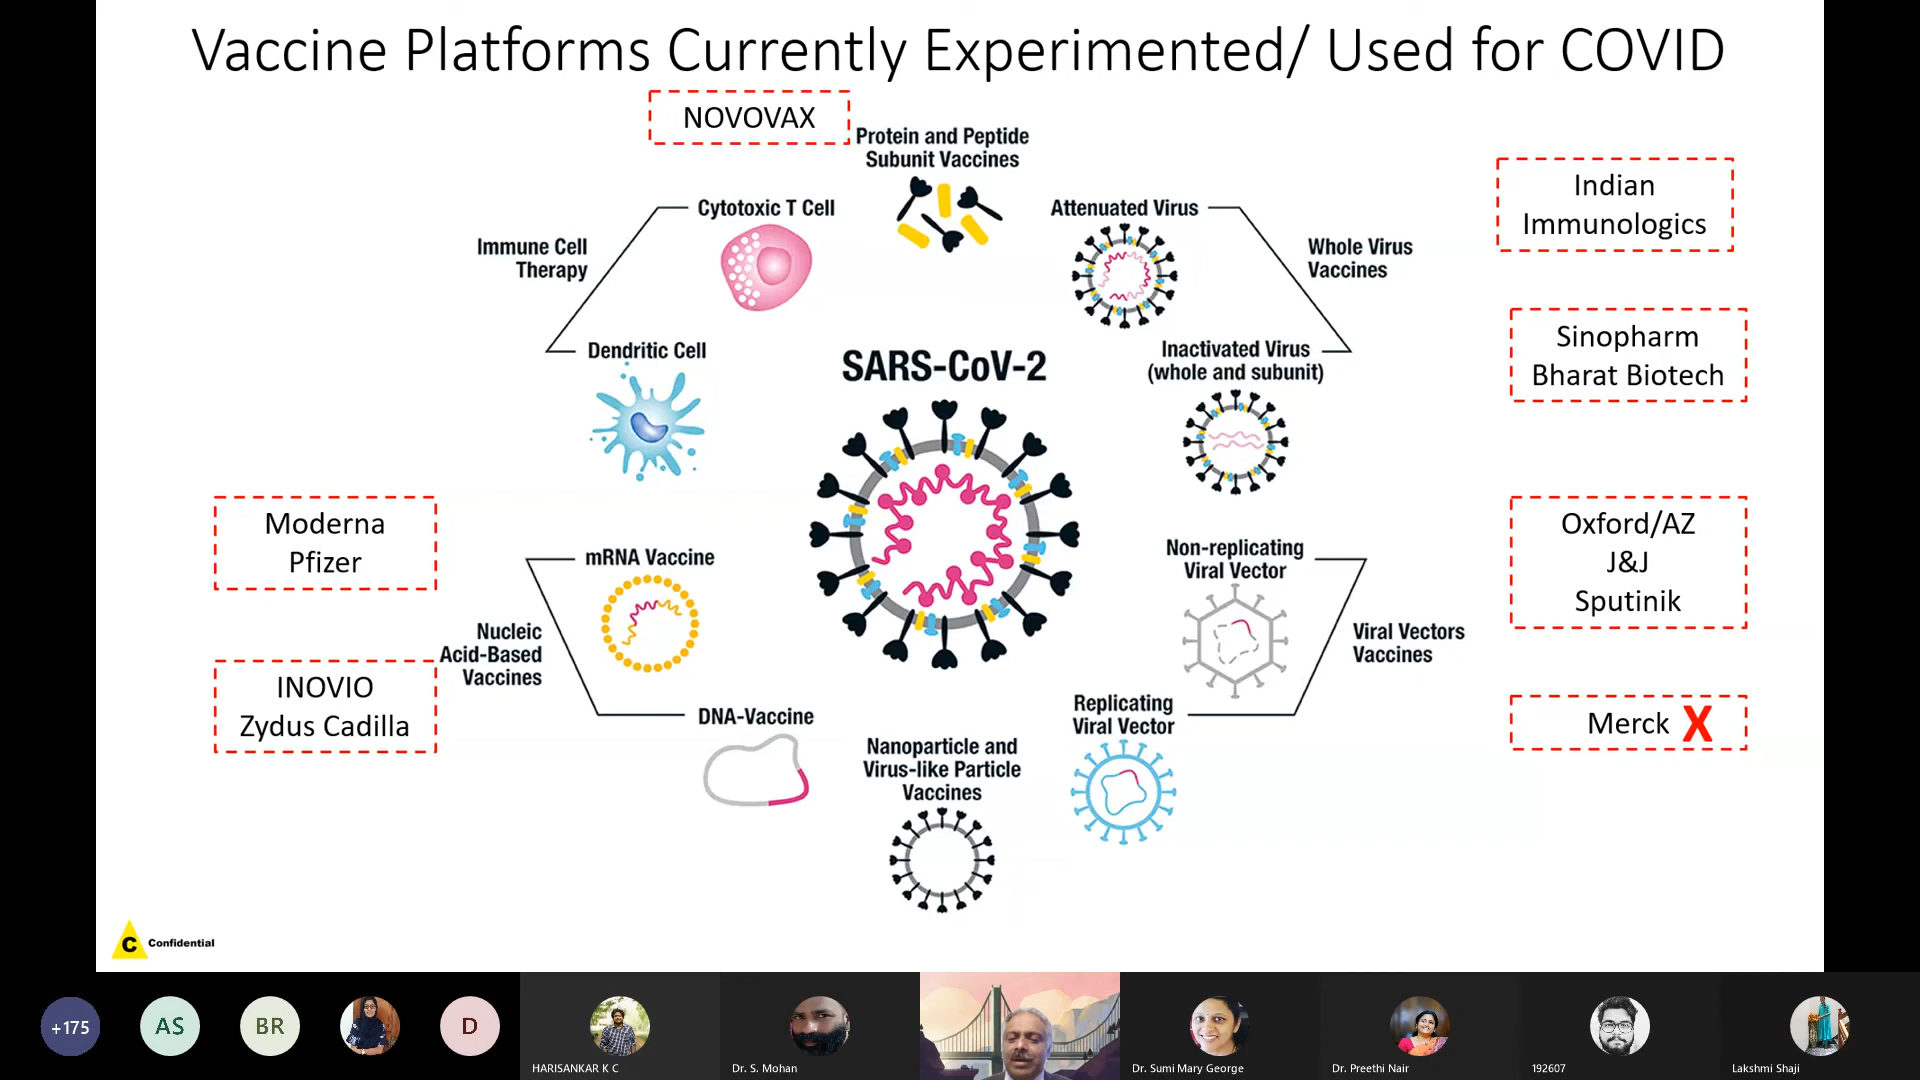 Vaccine Platforms Currently Experimented/ Used for COVID
NOVOVAX
Protein and Peptide
Subunit Vaccines
Cytotoxic T Cell
Immune Cell
Therapy
Dendritic Cell
Attenuated Virus
Whole Virus
Vaccines
Indian
Immunologics
Inactivated Virus
(whole and subunit)
Sinopharm
Bharat Biotech
SARS-CoV-2
Moderna
Pfizer
mRNA Vaccine
Nucleic
Acid-Based
Vaccines
INOVIO
Zydus Cadilla
DNA-Vaccine
Non-replicating
Viral Vector
Viral Vectors
Vaccines
Oxford/AZ
J&J
Sputinik
Replicating
Viral Vector
Merck X
Nanoparticle and
Virus-like Particle
Vaccines
C Confidential
+175
AS
BR
D
HARISANKAR K C
Dr. S. Mohan
Dr. Sumi Mary George
Dr. Preethi Nair
192607
Lakshmi Shaji